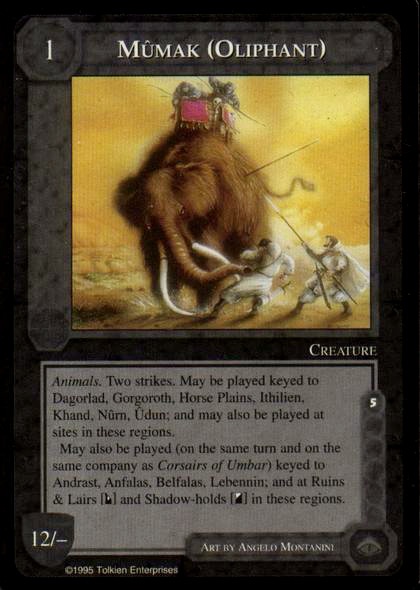 1
MÛMAK (OLIPHANT)
CREATURE
Animals. Two strikes. May be played keyed to
Dagorlad, Gorgoroth, Horse Plains, Ithilien,
Khand, Nûrn, Ûdun; and may also be played at
sites in these regions.
May also be played (on the same turn and on the
same company as Corsairs of Umbar) keyed to
Andrast, Anfalas, Belfalas, Lebennin; and at Ruins
& Lairs [] and Shadow-holds [] in these regions.
5
12/–
ART BY ANGELO MONTANINI
©1995 Tolkien Enterprises